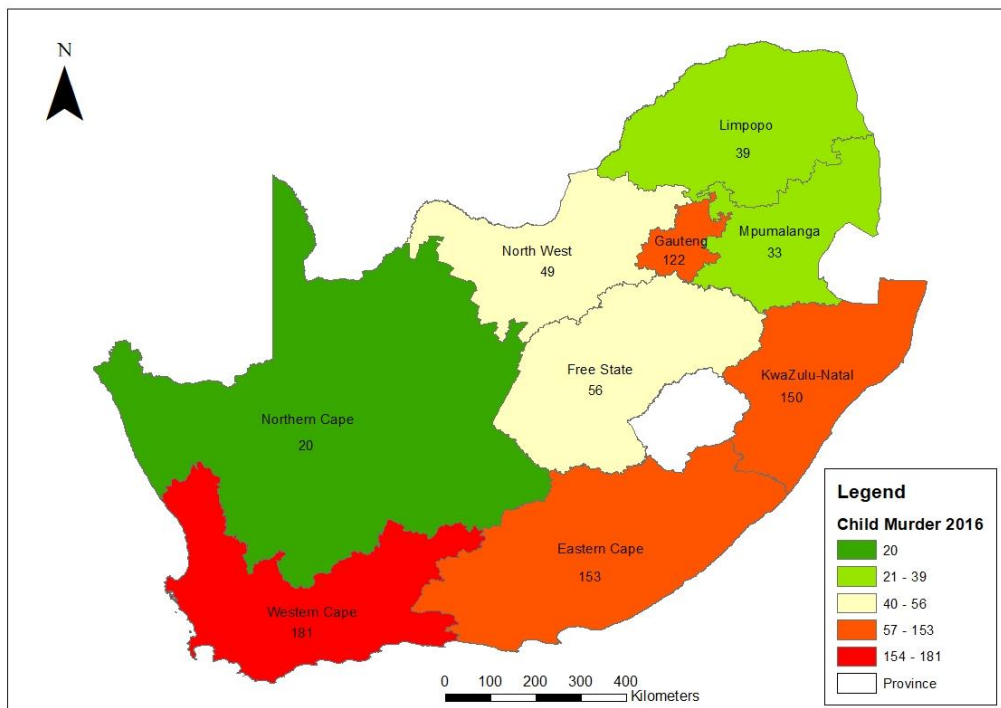 N
Limpopo
39
Mpumalanga
33
Gauteng
122
North West
49
Free State
56
KwaZulu-Natal
150
Northern Cape
20
Eastern Cape
153
Western Cape
181
Legend
Child Murder 2016
20
21 - 39
40 - 56
57 - 153
154 - 181
Province
0 100 200 300 400
Kilometers